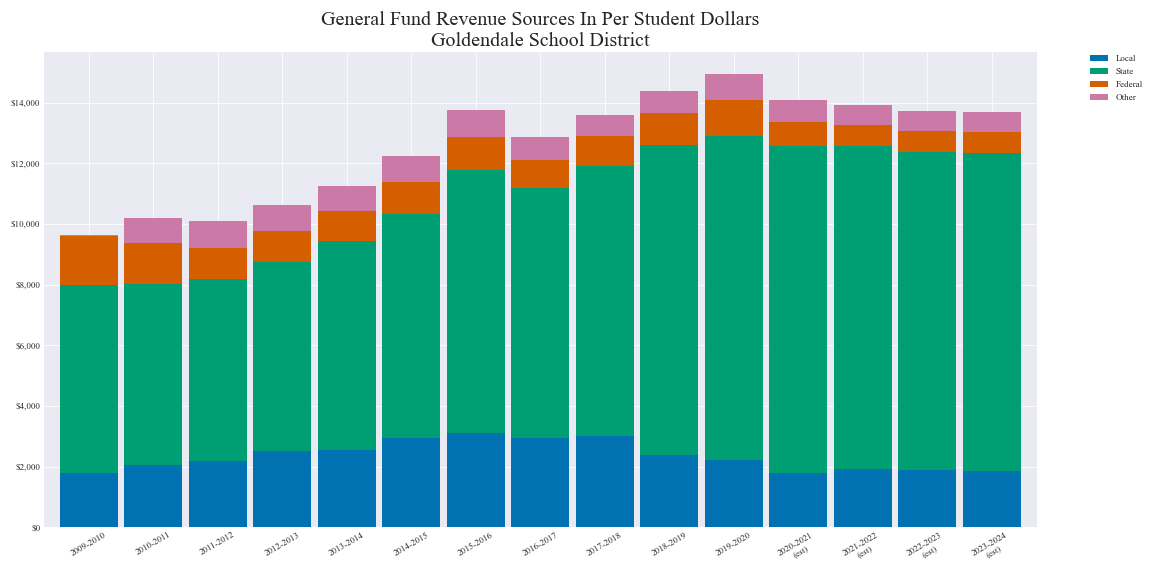 General Fund Revenue Sources In Per Student Dollars
Goldendale School District
Local
State
Federal
Other
$14,000
$12,000
$10,000
$8,000
$6,000
$4,000
$2,000
$0
2009-2010
2010-2011
2011-2012
2012-2013
2013-2014
2014-2015
2015-2016
2016-2017
2017-2018
2018-2019
2019-2020
2020-2021
(est)
2021-2022
(est)
2022-2023
(est)
2023-2024
(est)